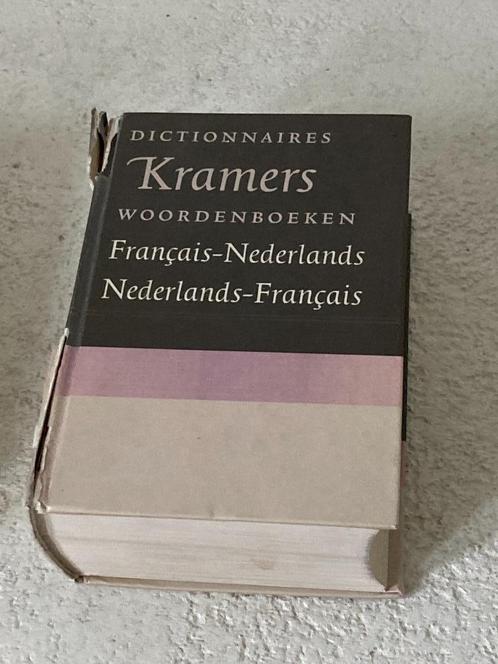 DICTIONNAIRES
Kramers
WOORDENBOEKEN
Français-Nederlands
Nederlands-Français